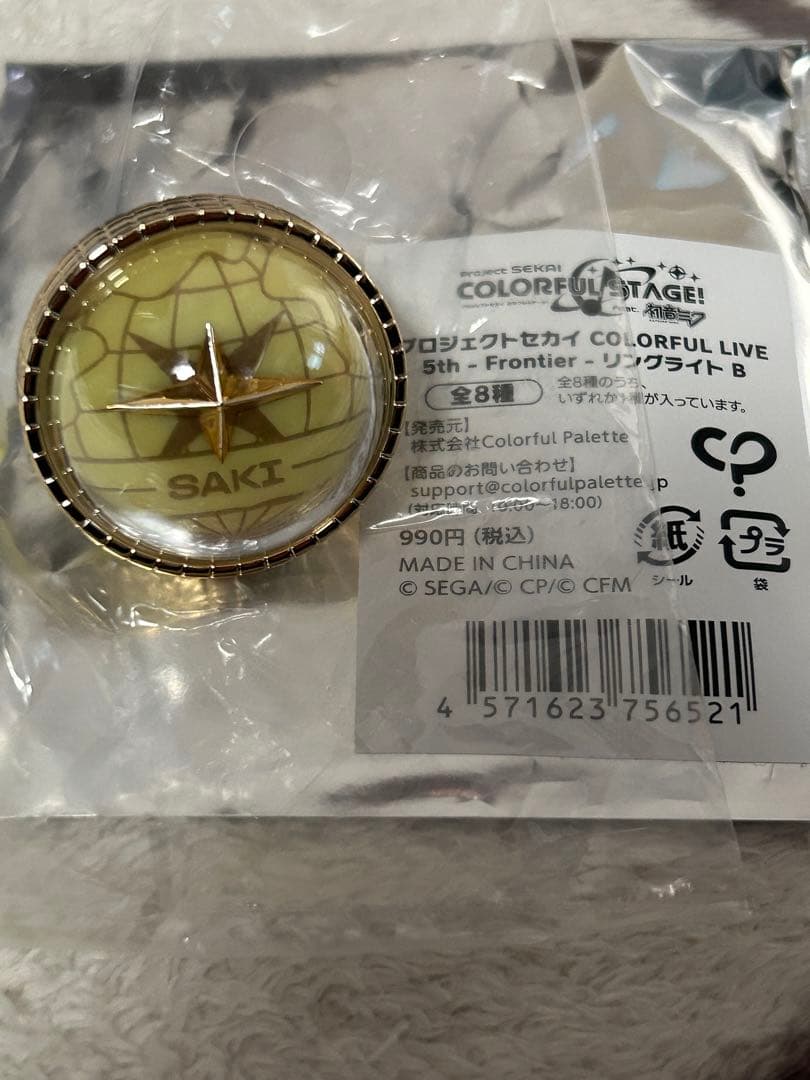 SAKI
Project SEKAI
COLORFUL STAGE!
feat. 初音ミク
プロジェクトセカイ COLORFUL LIVE
5th - Frontier - リングライト B
全8種
全8種のうち、
いずれか1種が入っています。
【発売元】
株式会社Colorful Palette
【商品のお問い合わせ】
support@colorfulpalette.jp
(対応時間 10:00~18:00)
990円 (税込)
MADE IN CHINA
© SEGA/© CP/© CFM
cp
紙
シール
プラ
袋
4 571623 756521